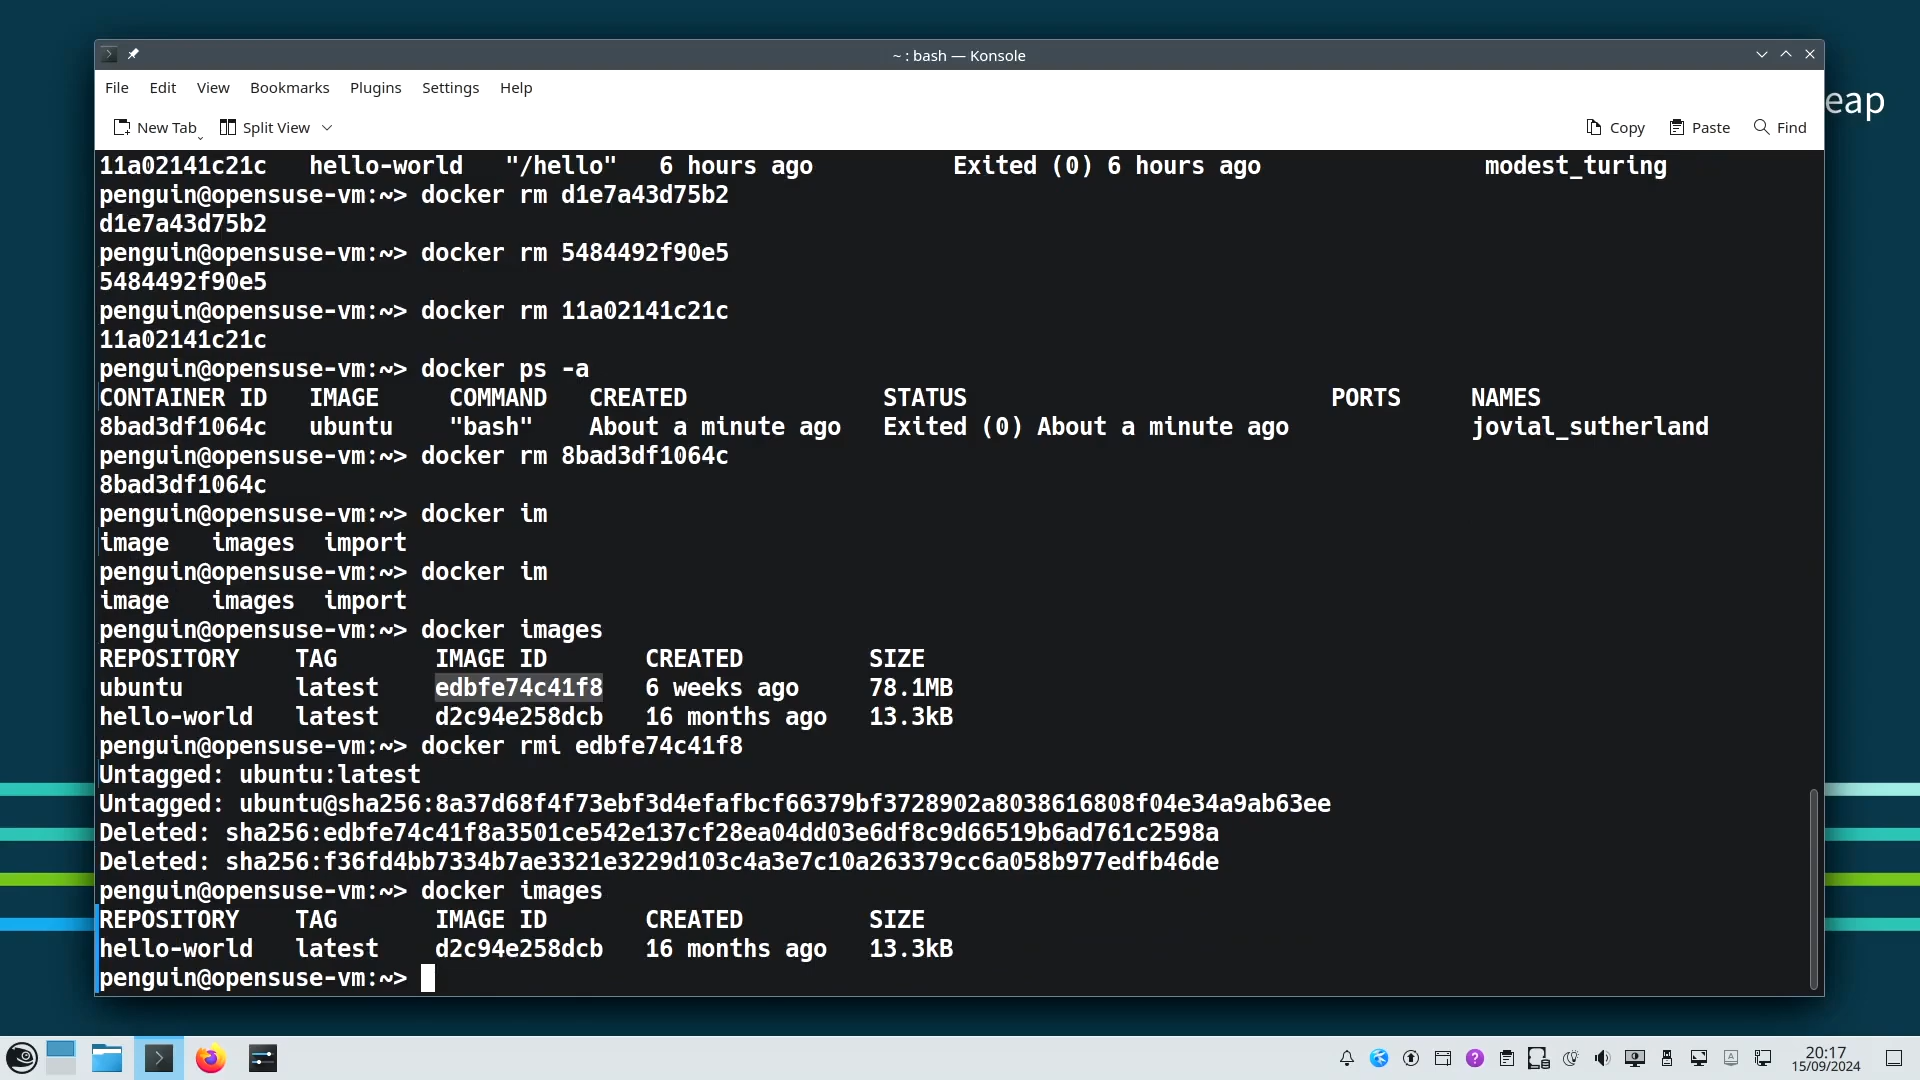 ~ : bash — Konsole
File Edit View Bookmarks Plugins Settings Help
eap
New Tab Split View Copy Paste Find
11a02141c21c hello-world "/hello" 6 hours ago Exited (0) 6 hours ago modest_turing
penguin@opensuse-vm:~> docker rm d1e7a43d75b2
d1e7a43d75b2
penguin@opensuse-vm:~> docker rm 5484492f90e5
5484492f90e5
penguin@opensuse-vm:~> docker rm 11a02141c21c
11a02141c21c
penguin@opensuse-vm:~> docker ps -a
CONTAINER ID IMAGE COMMAND CREATED STATUS PORTS NAMES
8bad3df1064c ubuntu "bash" About a minute ago Exited (0) About a minute ago jovial_sutherland
penguin@opensuse-vm:~> docker rm 8bad3df1064c
8bad3df1064c
penguin@opensuse-vm:~> docker im
image images import
penguin@opensuse-vm:~> docker im
image images import
penguin@opensuse-vm:~> docker images
REPOSITORY TAG IMAGE ID CREATED SIZE
ubuntu latest edbfe74c41f8 6 weeks ago 78.1MB
hello-world latest d2c94e258dcb 16 months ago 13.3kB
penguin@opensuse-vm:~> docker rmi edbfe74c41f8
Untagged: ubuntu:latest
Untagged: ubuntu@sha256:8a37d68f4f73ebf3d4efafbcf66379bf3728902a8038616808f04e34a9ab63ee
Deleted: sha256:edbfe74c41f8a3501ce542e137cf28ea04dd03e6df8c9d66519b6ad761c2598a
Deleted: sha256:f36fd4bb7334b7ae3321e3229d103c4a3e7c10a263379cc6a058b977edfb46de
penguin@opensuse-vm:~> docker images
REPOSITORY TAG IMAGE ID CREATED SIZE
hello-world latest d2c94e258dcb 16 months ago 13.3kB
penguin@opensuse-vm:~>
20:17
15/09/2024